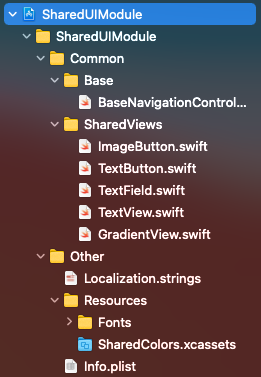 SharedUIModule
SharedUIModule
Common
Base
BaseNavigationControl...
SharedViews
ImageButton.swift
TextButton.swift
TextField.swift
TextView.swift
GradientView.swift
Other
Localization.strings
Resources
Fonts
SharedColors.xcassets
Info.plist